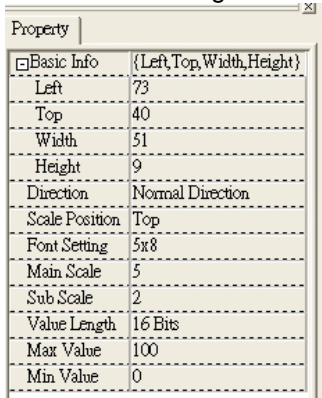 Property
Basic Info {Left,Top,Width,Height}
Left 73
Top 40
Width 51
Height 9
Direction Normal Direction
Scale Position Top
Font Setting 5x8
Main Scale 5
Sub Scale 2
Value Length 16 Bits
Max Value 100
Min Value 0